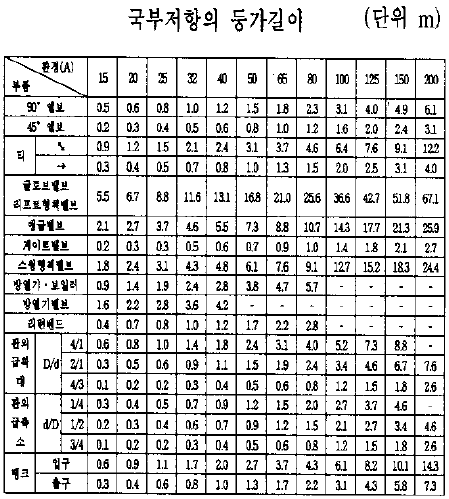 국부저항의 등가길이 (단위 m)
관경(A) 부품 15 20 25 32 40 50 65 80 100 125 150 200
90° 엘보 0.5 0.6 0.8 1.0 1.2 1.5 1.8 2.3 3.1 4.0 4.9 6.1
45° 엘보 0.2 0.3 0.4 0.5 0.6 0.8 1.0 1.2 1.6 2.0 2.4 3.1
티 0.9 1.2 1.5 2.1 2.4 3.1 3.7 4.6 6.4 7.6 9.1 12.2
→ 0.3 0.4 0.5 0.7 0.8 1.0 1.3 1.5 2.0 2.5 3.1 4.0
글로브밸브
리프트형첵밸브 5.5 6.7 8.8 11.6 13.1 16.8 21.0 25.6 36.6 42.7 51.8 67.1
앵글밸브 2.1 2.7 3.7 4.6 5.5 7.3 8.8 10.7 14.3 17.7 21.3 25.9
게이트밸브 0.2 0.3 0.3 0.5 0.6 0.7 0.9 1.0 1.4 1.8 2.1 2.7
스윙형첵밸브 1.8 2.4 3.1 4.3 4.8 6.1 7.6 9.1 12.7 15.2 18.3 24.4
방열기·보일러 0.9 1.4 1.9 2.4 2.8 3.8 4.7 5.7 - - - -
방열기밸브 1.6 2.2 2.8 3.6 4.2 - - - - - - -
리턴밴드 0.4 0.7 0.8 1.0 1.2 1.7 2.2 2.8 - - - -
관의 급확대 D/d 4/1 0.6 0.8 1.0 1.4 1.8 2.4 3.1 4.0 5.2 7.3 8.8 -
2/1 0.3 0.5 0.6 0.9 1.1 1.5 1.9 2.4 3.4 4.6 6.7 7.6
4/3 0.1 0.2 0.2 0.3 0.4 0.5 0.6 0.8 1.2 1.5 1.8 2.6
관의 급축소 d/D 1/4 0.3 0.4 0.5 0.7 0.9 1.2 1.5 2.0 2.7 3.7 4.6 -
1/2 0.2 0.3 0.4 0.6 0.7 0.9 1.2 1.5 2.1 2.7 3.4 4.6
3/4 0.1 0.2 0.2 0.3 0.4 0.5 0.6 0.8 1.2 1.5 1.8 2.6
탱크 입구 0.6 0.9 1.1 1.7 2.0 2.7 3.7 4.3 6.1 8.2 10.1 14.3
출구 0.3 0.4 0.6 0.8 1.0 1.3 1.7 2.2 3.1 4.3 5.8 7.3